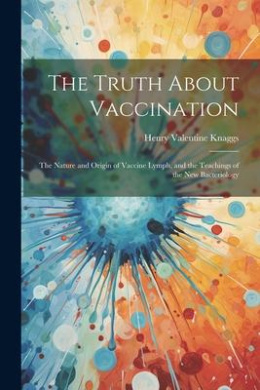 The Truth About
Vaccination
Henry Valentine Knaggs
The Nature and Origin of Vaccine Lymph, and the Teachings of
the New Bacteriology